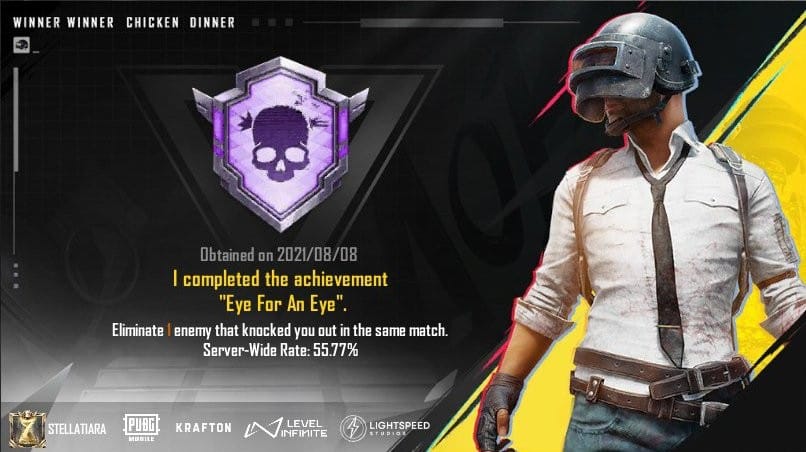 WINNER WINNER CHICKEN DINNER
Obtained on 2021/08/08
I completed the achievement
"Eye For An Eye".
Eliminate 1 enemy that knocked you out in the same match.
Server-Wide Rate: 55.77%
STELLATIARA
PUBG
MOBILE
KRAFTON
LEVEL
INFINITE
LIGHTSPEED
STUDIOS